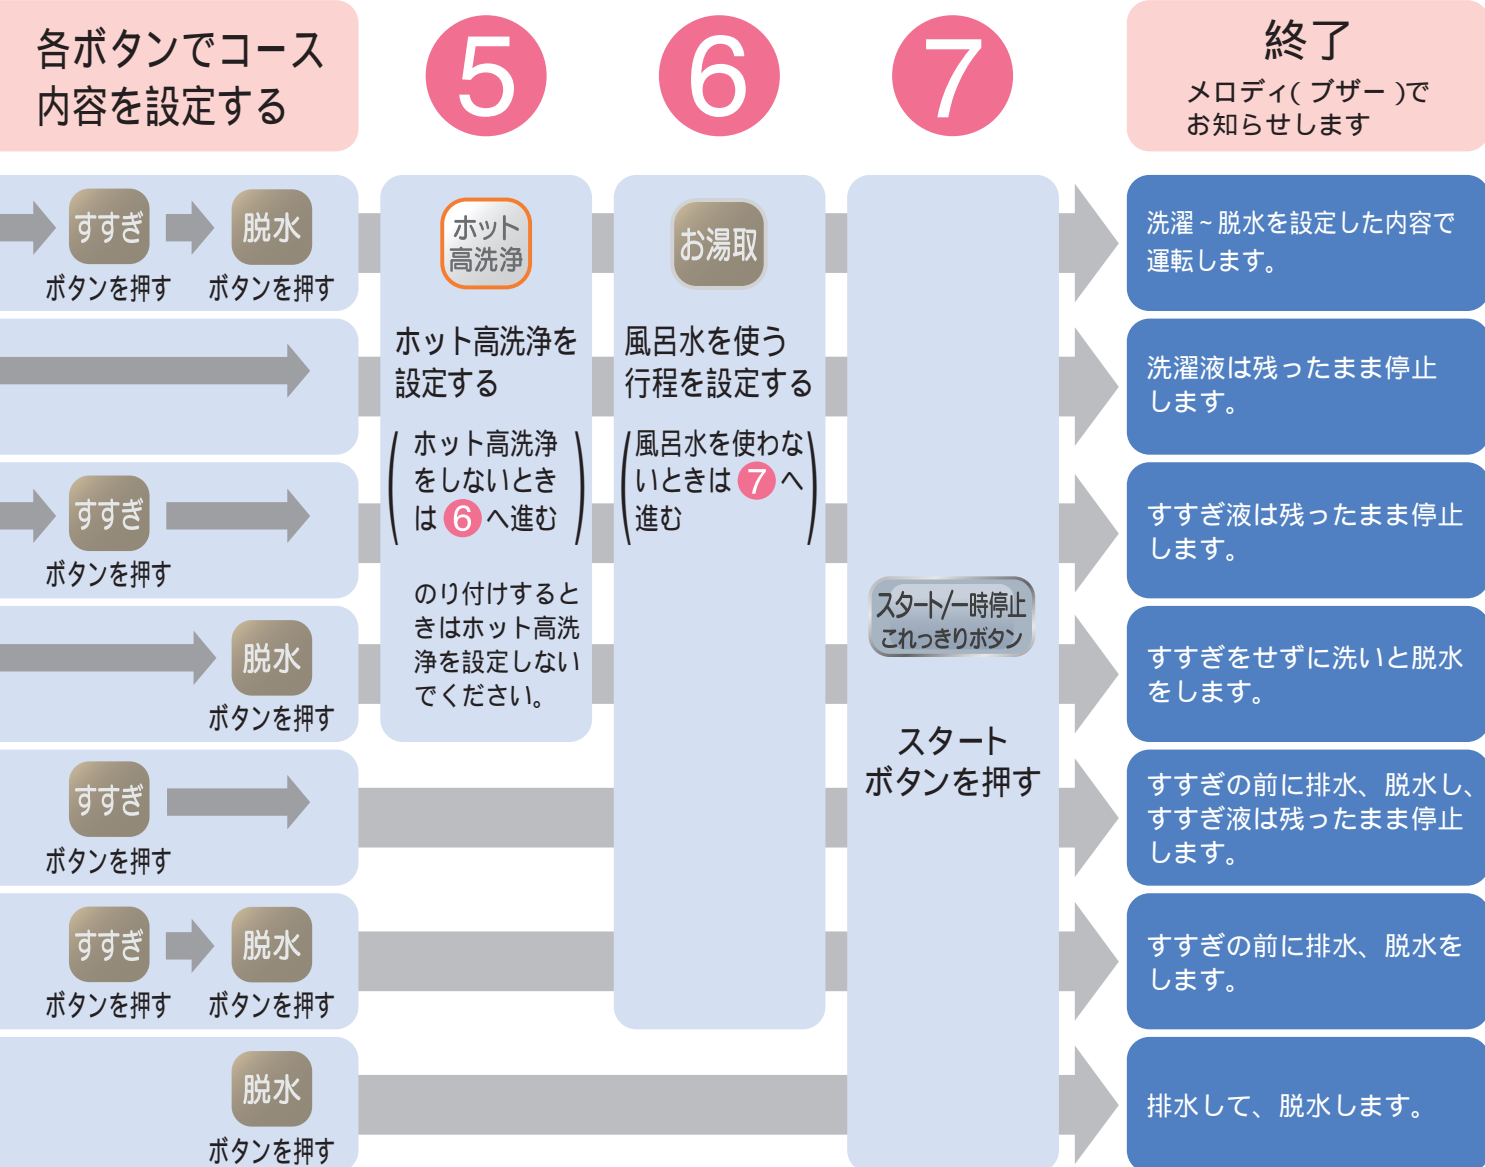 各ボタンでコース
内容を設定する
5
6
7
終了
メロディ(ブザー)で
お知らせします
すすぎ
ボタンを押す
脱水
ボタンを押す
すすぎ
ボタンを押す
脱水
ボタンを押す
すすぎ
ボタンを押す
すすぎ
ボタンを押す
脱水
ボタンを押す
脱水
ボタンを押す
ホット
高洗浄
ホット高洗浄を
設定する
(ホット高洗浄
をしないとき
は6へ進む)
のり付けすると
きはホット高洗
浄を設定しない
でください。
お湯取
風呂水を使う
行程を設定する
(風呂水を使わな
いときは7へ
進む)
スタート/一時停止
これっきりボタン
スタート
ボタンを押す
洗濯~脱水を設定した内容で
運転します。
洗濯液は残ったまま停止
します。
すすぎ液は残ったまま停止
します。
すすぎをせずに洗いと脱水
をします。
すすぎの前に排水、脱水し、
すすぎ液は残ったまま停止
します。
すすぎの前に排水、脱水を
します。
排水して、脱水します。